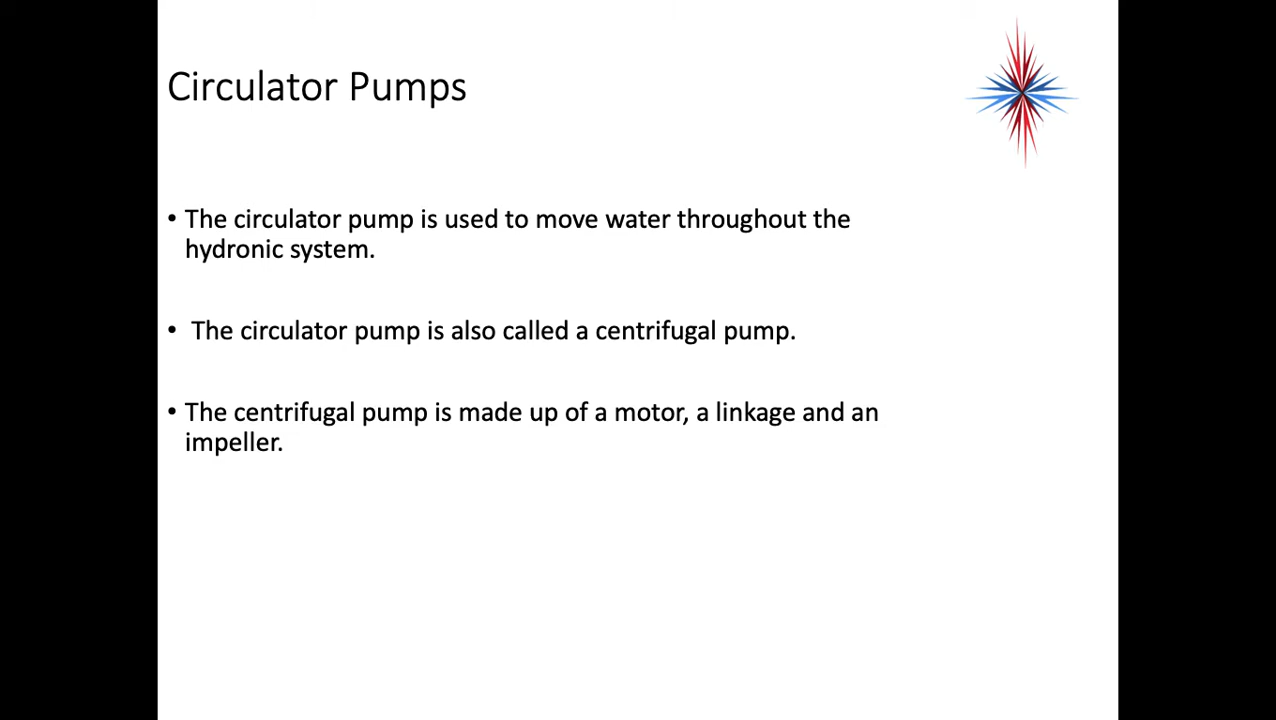 Circulator Pumps
• The circulator pump is used to move water throughout the
hydronic system.
• The circulator pump is also called a centrifugal pump.
• The centrifugal pump is made up of a motor, a linkage and an
impeller.